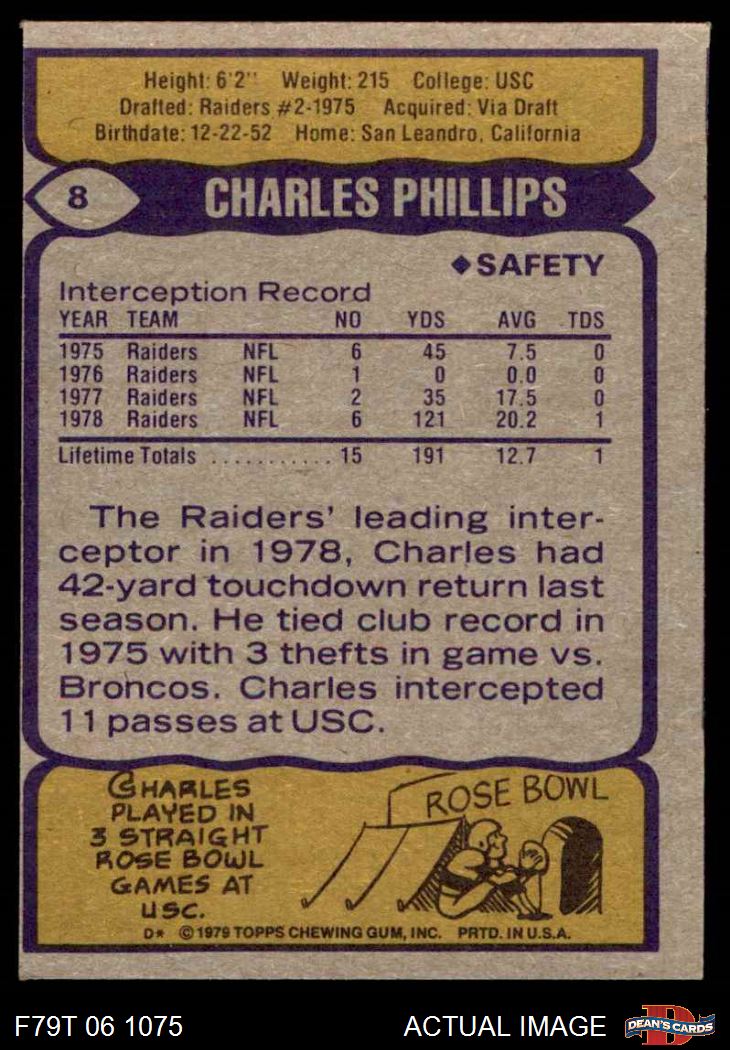 Height: 6'2" Weight: 215 College: USC
Drafted: Raiders #2-1975 Acquired: Via Draft
Birthdate: 12-22-52 Home: San Leandro, California
8 CHARLES PHILLIPS
◆SAFETY
Interception Record
YEAR TEAM NO YDS AVG TDS
1975 Raiders NFL 6 45 7.5 0
1976 Raiders NFL 1 0 0.0 0
1977 Raiders NFL 2 35 17.5 0
1978 Raiders NFL 6 121 20.2 1
Lifetime Totals ........... 15 191 12.7 1
The Raiders' leading inter-
ceptor in 1978, Charles had
42-yard touchdown return last
season. He tied club record in
1975 with 3 thefts in game vs.
Broncos. Charles intercepted
11 passes at USC.
CHARLES
PLAYED IN
3 STRAIGHT
ROSE BOWL
GAMES AT
USC.
ROSE BOWL
D* © 1979 TOPPS CHEWING GUM, INC. PRTD. IN U.S.A.
F79T 06 1075 ACTUAL IMAGE D DEAN'S CARDS